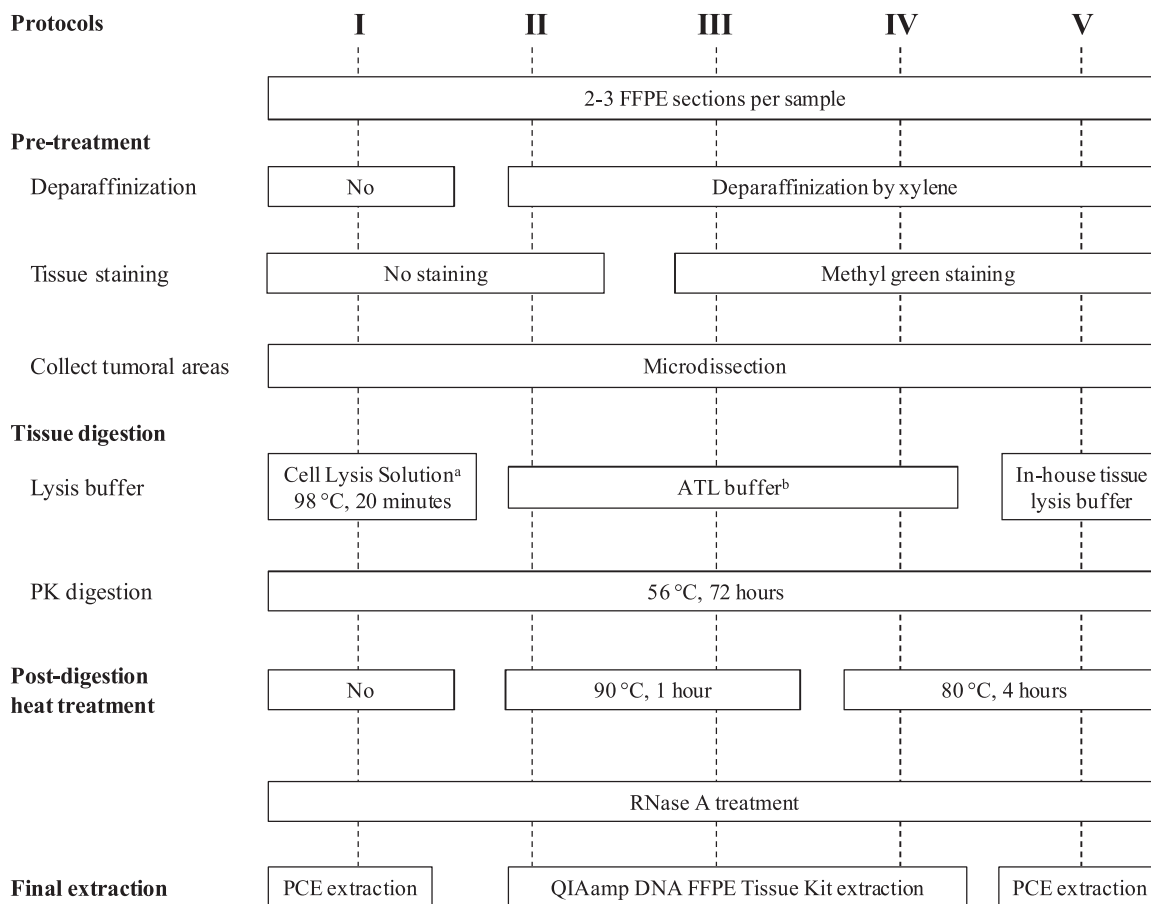 Protocols I II III IV V
2-3 FFPE sections per sample
Pre-treatment
Deparaffinization No Deparaffinization by xylene
Tissue staining No staining Methyl green staining
Collect tumoral areas Microdissection
Tissue digestion
Lysis buffer Cell Lysis Solutionᵃ
98 °C, 20 minutes ATL bufferᵇ In-house tissue
lysis buffer
PK digestion 56 °C, 72 hours
Post-digestion
heat treatment No 90 °C, 1 hour 80 °C, 4 hours
RNase A treatment
Final extraction PCE extraction QIAamp DNA FFPE Tissue Kit extraction PCE extraction